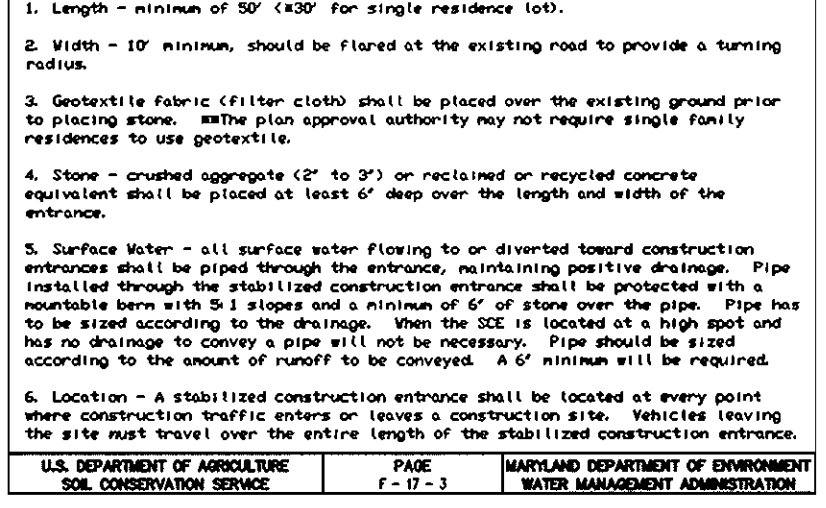 1. Length - minimum of 50' (*30' for single residence lot).
2. Width - 10' minimum, should be flared at the existing road to provide a turning
radius.
3. Geotextile fabric (filter cloth) shall be placed over the existing ground prior
to placing stone. **The plan approval authority may not require single family
residences to use geotextile.
4. Stone - crushed aggregate (2" to 3") or reclaimed or recycled concrete
equivalent shall be placed at least 6" deep over the length and width of the
entrance.
5. Surface Water - all surface water flowing to or diverted toward construction
entrances shall be piped through the entrance, maintaining positive drainage. Pipe
installed through the stabilized construction entrance shall be protected with a
mountable berm with 5:1 slopes and a minimum of 6" of stone over the pipe. Pipe has
to be sized according to the drainage. When the SCE is located at a high spot and
has no drainage to convey a pipe will not be necessary. Pipe should be sized
according to the amount of runoff to be conveyed. A 6" minimum will be required.
6. Location - A stabilized construction entrance shall be located at every point
where construction traffic enters or leaves a construction site. Vehicles leaving
the site must travel over the entire length of the stabilized construction entrance.
U.S. DEPARTMENT OF AGRICULTURE
SOIL CONSERVATION SERVICE
PAGE
F - 17 - 3
MARYLAND DEPARTMENT OF ENVIRONMENT
WATER MANAGEMENT ADMINISTRATION